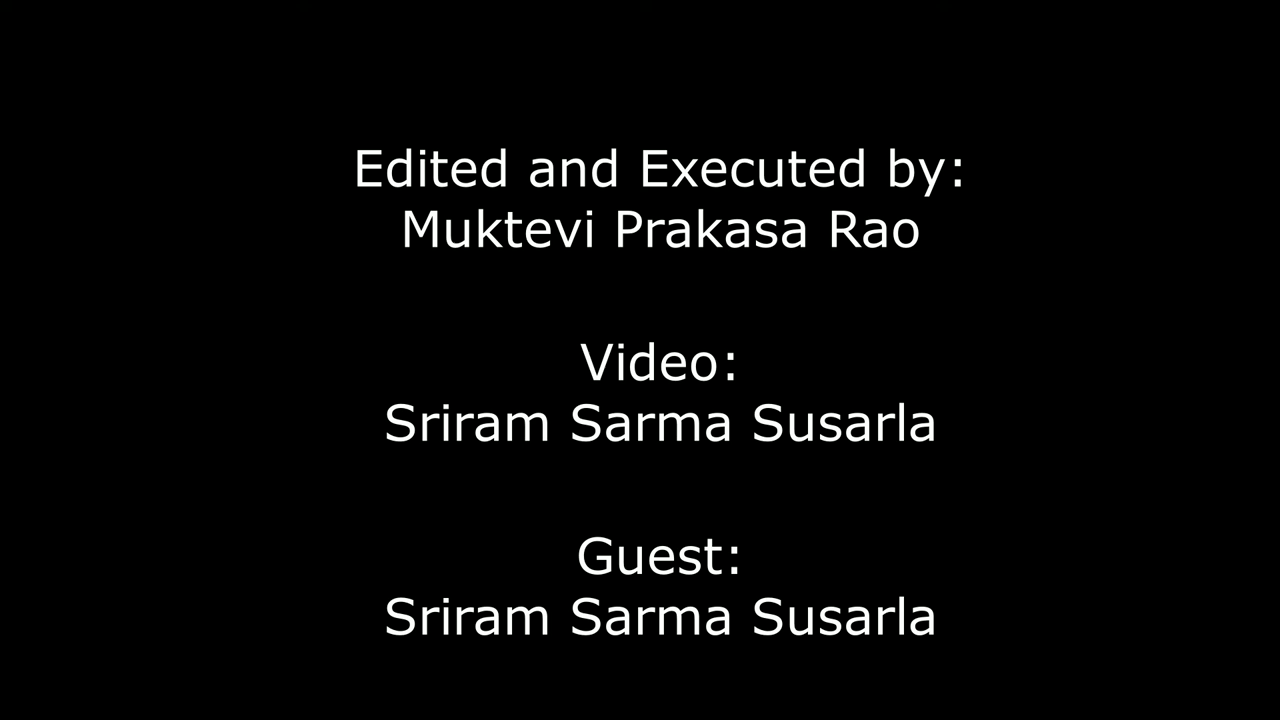 Edited and Executed by:
Muktevi Prakasa Rao
Video:
Sriram Sarma Susarla
Guest:
Sriram Sarma Susarla